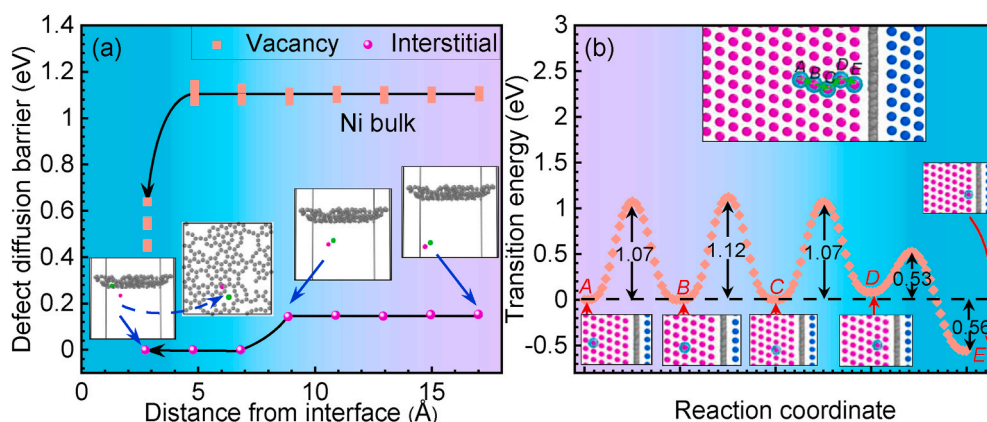 (a)
Vacancy
Interstitial
Defect diffusion barrier (eV)
1.4
1.2
1.0
0.8
0.6
0.4
0.2
0
Ni bulk
0
5
10
15
Distance from interface (Å)
(b)
Transition energy (eV)
3
2.5
2
1.5
1
0.5
0
-0.5
A
B
C
D
E
1.07
1.12
1.07
0.53
0.56
A
B
C
D
E
Reaction coordinate